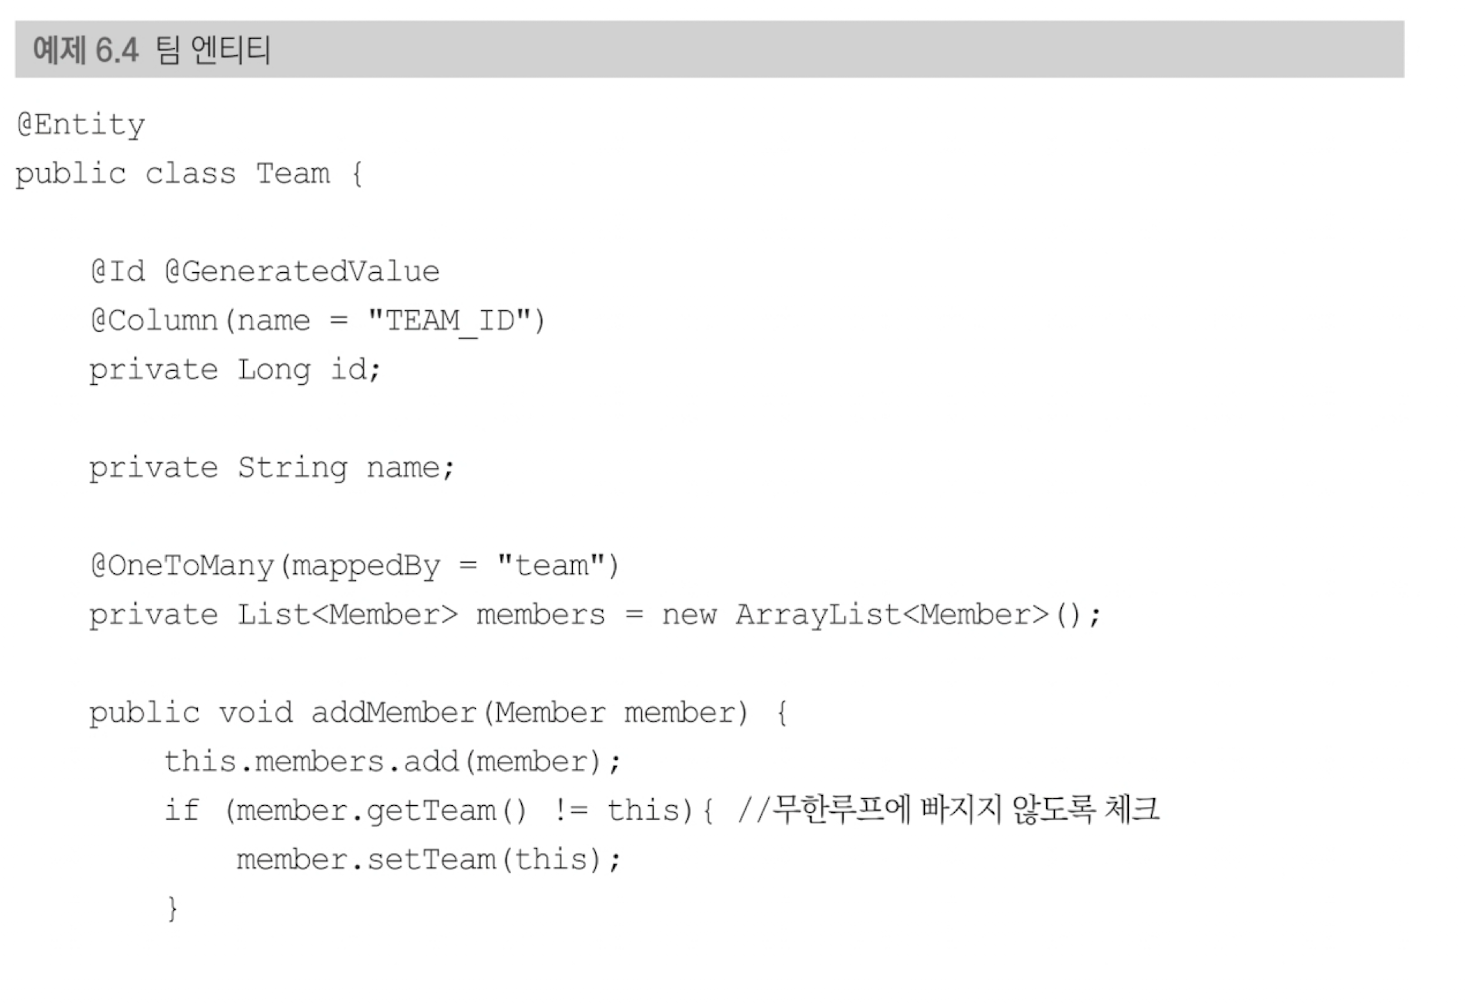 예제 6.4 팀 엔티티
@Entity
public class Team {
@Id @GeneratedValue
@Column(name = "TEAM_ID")
private Long id;
private String name;
@OneToMany(mappedBy = "team")
private List<Member> members = new ArrayList<Member>();
public void addMember(Member member) {
this.members.add(member);
if (member.getTeam() != this){ //무한루프에 빠지지 않도록 체크
member.setTeam(this);
}